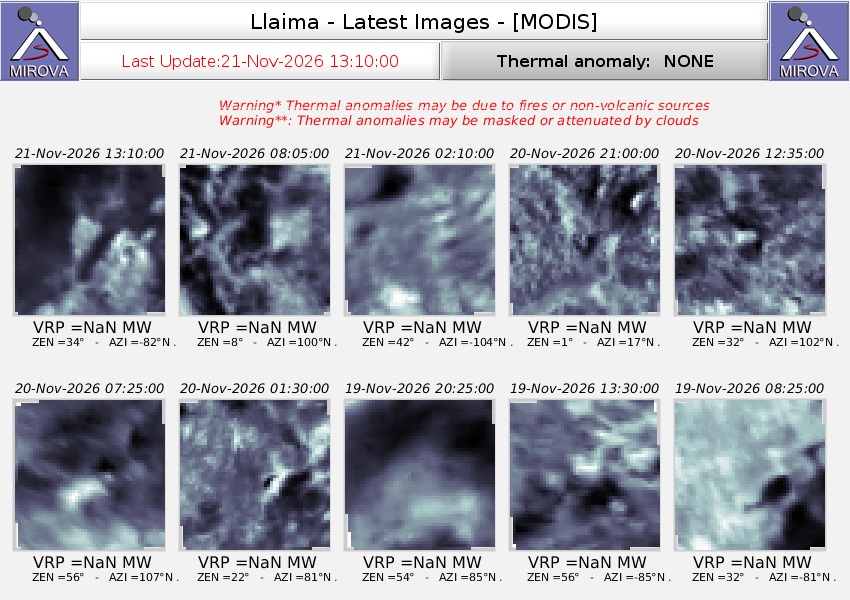 Llaima - Latest Images - [MODIS]
MIROVA
Last Update:21-Nov-2026 13:10:00
Thermal anomaly: NONE
MIROVA
Warning* Thermal anomalies may be due to fires or non-volcanic sources
Warning**: Thermal anomalies may be masked or attenuated by clouds
21-Nov-2026 13:10:00 21-Nov-2026 08:05:00 21-Nov-2026 02:10:00 20-Nov-2026 21:00:00 20-Nov-2026 12:35:00
VRP =NaN MW VRP =NaN MW VRP =NaN MW VRP =NaN MW VRP =NaN MW
ZEN =34° - AZI =-82°N . ZEN =8° - AZI =100°N . ZEN =42° - AZI =-104°N . ZEN =1° - AZI =17°N . ZEN =32° - AZI =102°N .
20-Nov-2026 07:25:00 20-Nov-2026 01:30:00 19-Nov-2026 20:25:00 19-Nov-2026 13:30:00 19-Nov-2026 08:25:00
VRP =NaN MW VRP =NaN MW VRP =NaN MW VRP =NaN MW VRP =NaN MW
ZEN =56° - AZI =107°N . ZEN =22° - AZI =81°N . ZEN =54° - AZI =85°N . ZEN =56° - AZI =-85°N . ZEN =32° - AZI =-81°N .